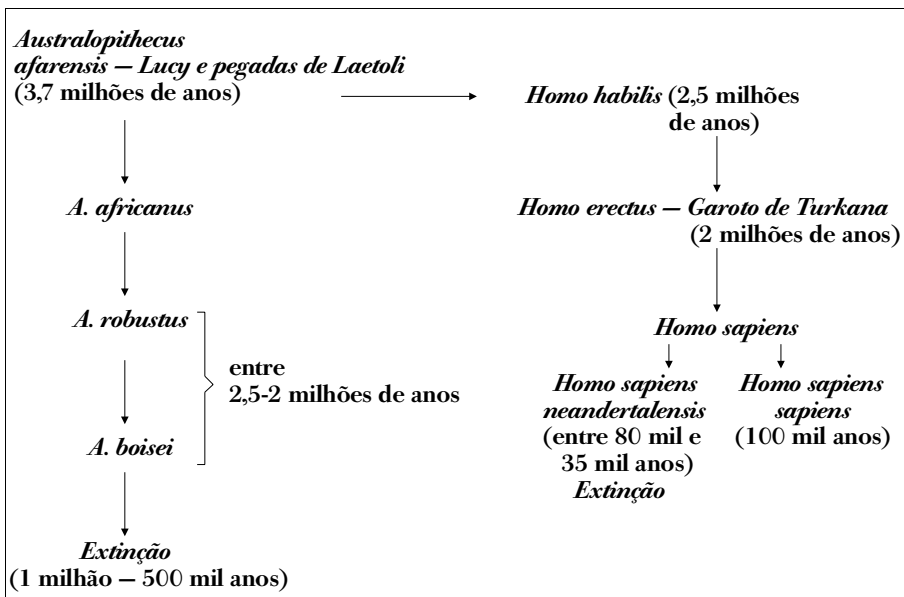 Australopithecus
afarensis — Lucy e pegadas de Laetoli
(3,7 milhões de anos)
Homo habilis (2,5 milhões
de anos)
A. africanus
Homo erectus — Garoto de Turkana
(2 milhões de anos)
A. robustus
entre
2,5-2 milhões de anos
A. boisei
Homo sapiens
Homo sapiens
neandertalensis
(entre 80 mil e
35 mil anos)
Extinção
Homo sapiens
sapiens
(100 mil anos)
Extinção
(1 milhão — 500 mil anos)